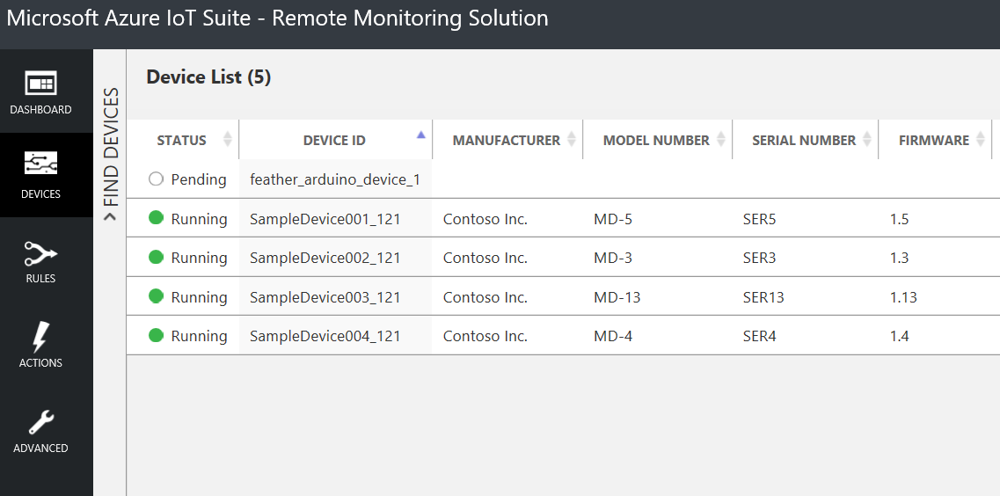 Microsoft Azure IoT Suite - Remote Monitoring Solution
DASHBOARD
DEVICES
RULES
ACTIONS
ADVANCED
FIND DEVICES
Device List (5)
STATUS DEVICE ID MANUFACTURER MODEL NUMBER SERIAL NUMBER FIRMWARE
Pending feather_arduino_device_1
Running SampleDevice001_121 Contoso Inc. MD-5 SER5 1.5
Running SampleDevice002_121 Contoso Inc. MD-3 SER3 1.3
Running SampleDevice003_121 Contoso Inc. MD-13 SER13 1.13
Running SampleDevice004_121 Contoso Inc. MD-4 SER4 1.4